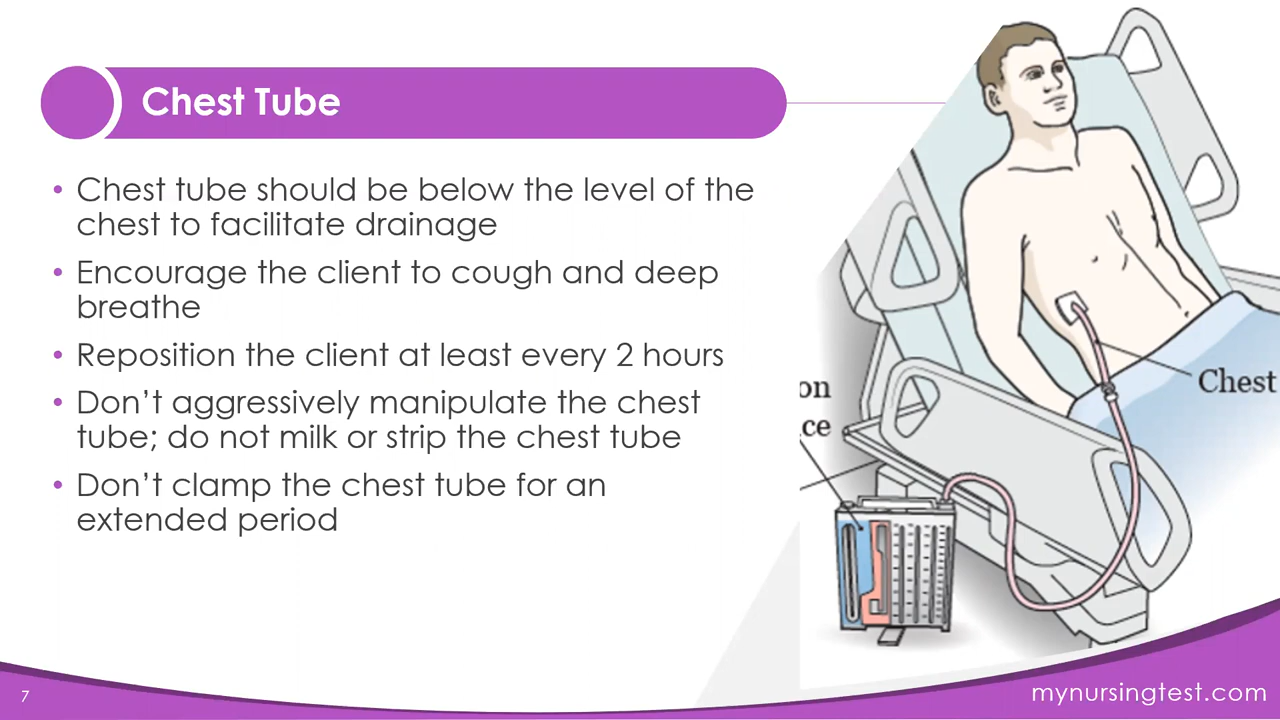 Chest Tube
• Chest tube should be below the level of the
chest to facilitate drainage
• Encourage the client to cough and deep
breathe
• Reposition the client at least every 2 hours
• Don’t aggressively manipulate the chest
tube; do not milk or strip the chest tube
• Don’t clamp the chest tube for an
extended period
Chest
on
ce
7
mynursingtest.com